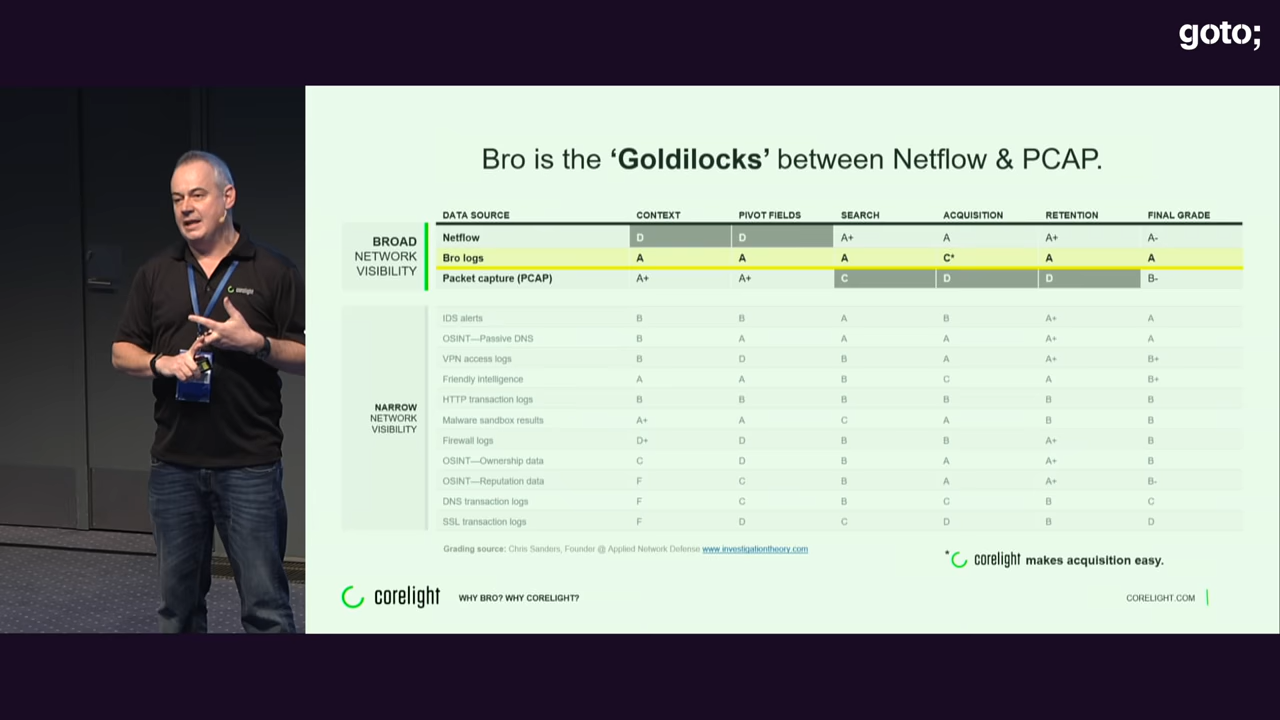 goto;
Bro is the ‘Goldilocks’ between Netflow & PCAP.
DATA SOURCE CONTEXT PIVOT FIELDS SEARCH ACQUISITION RETENTION FINAL GRADE
BROAD
NETWORK
VISIBILITY
Netflow D D A+ A A+ A-
Bro logs A A A C* A A
Packet capture (PCAP) A+ A+ C D D B-
NARROW
NETWORK
VISIBILITY
IDS alerts B B A B A+ A
OSINT—Passive DNS B A A A A+ A
VPN access logs B D B A A+ B+
Friendly intelligence A A B C A B+
HTTP transaction logs B B B B B B
Malware sandbox results A+ A C A B B
Firewall logs D+ D B B A+ B
OSINT—Ownership data C D B A A+ B
OSINT—Reputation data F C B A A+ B-
DNS transaction logs F C B C B C
SSL transaction logs F D C D B D
Grading source: Chris Sanders, Founder @ Applied Network Defense www.investigationtheory.com
* corelight makes acquisition easy.
corelight WHY BRO? WHY CORELIGHT? CORELIGHT.COM
corelight